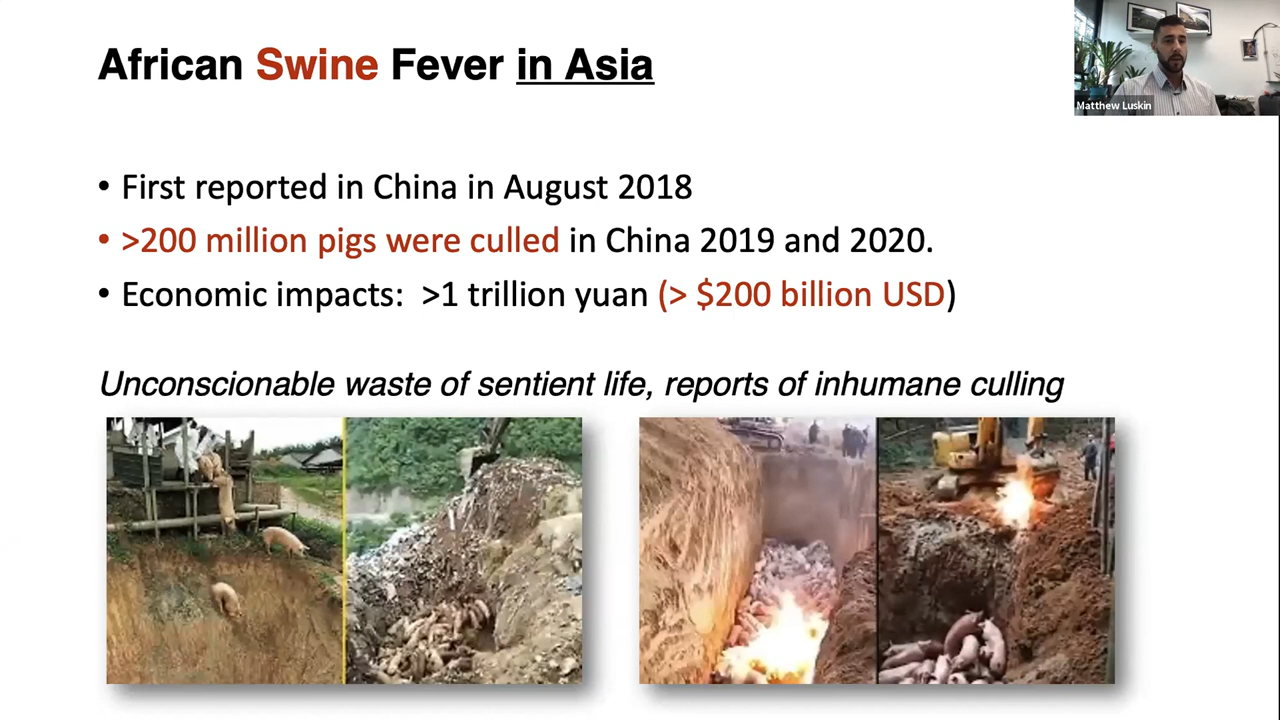 African Swine Fever in Asia
Matthew Luskin
• First reported in China in August 2018
• >200 million pigs were culled in China 2019 and 2020.
• Economic impacts:  >1 trillion yuan (> $200 billion USD)
Unconscionable waste of sentient life, reports of inhumane culling